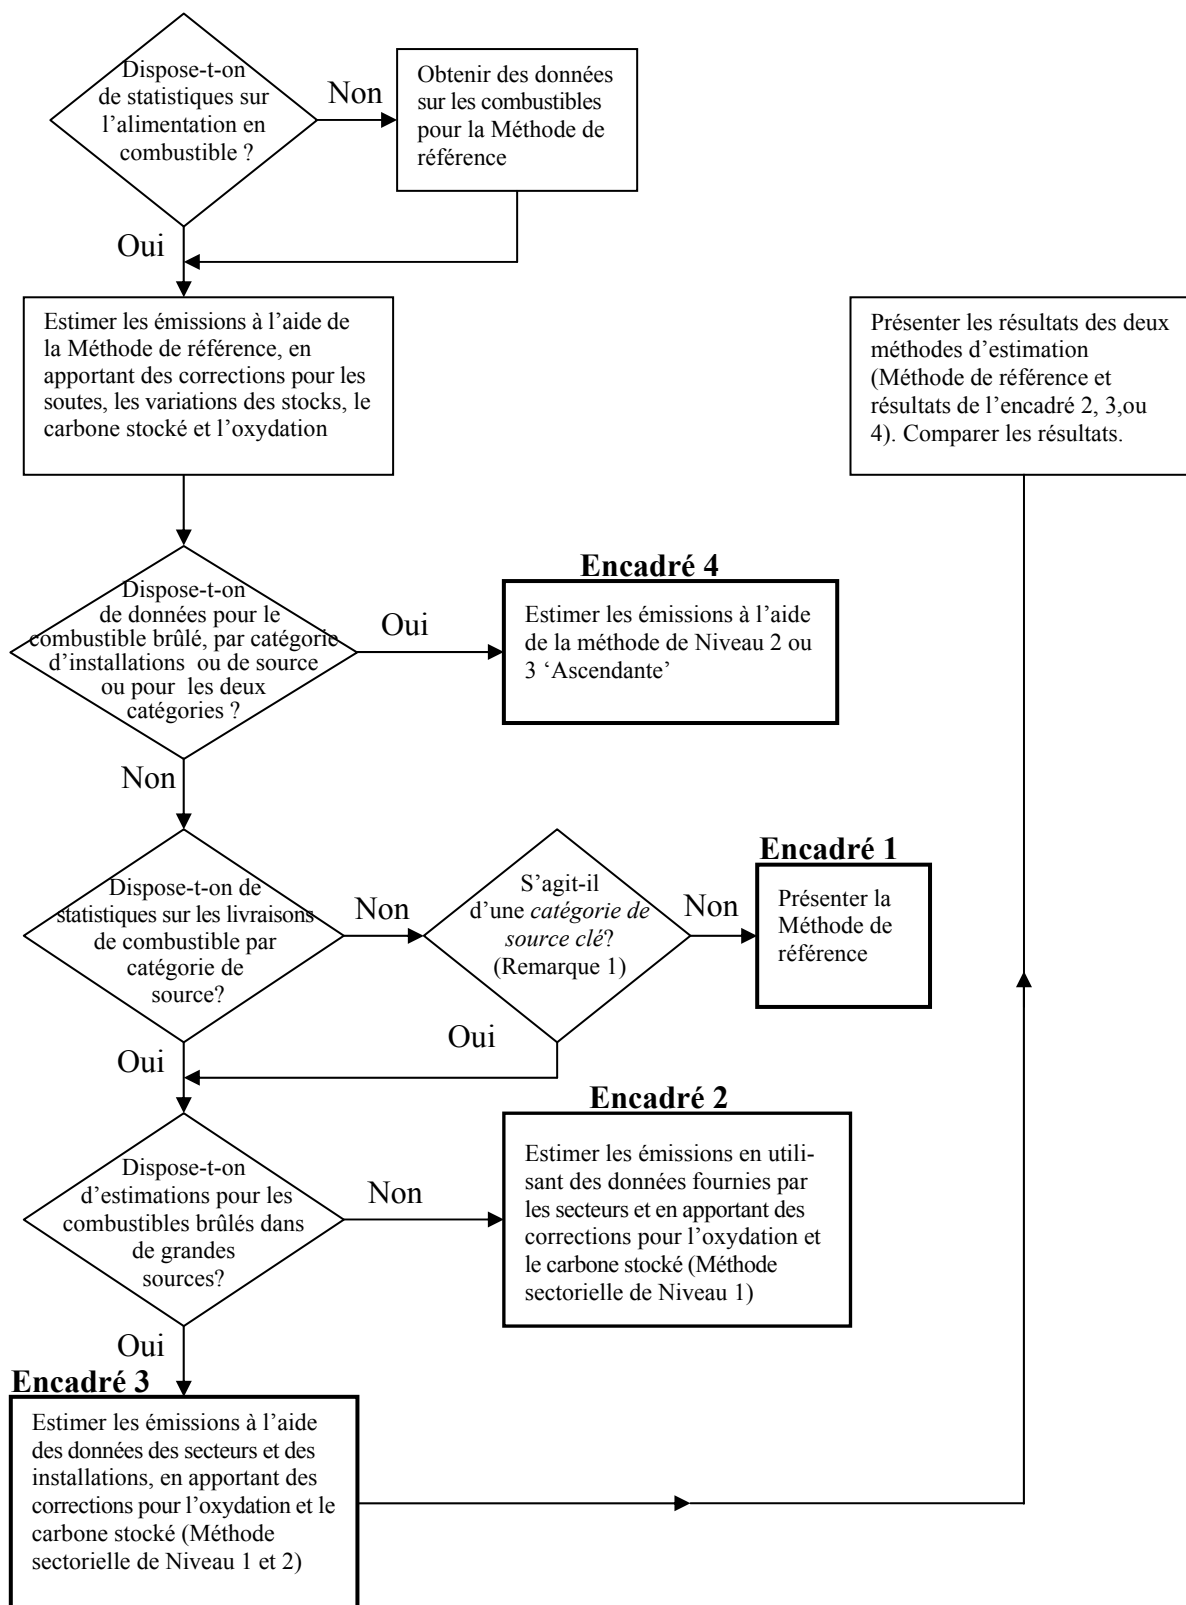 Dispose-t-on
de statistiques sur
l’alimentation en
combustible ?
Non
Obtenir des données
sur les combustibles
pour la Méthode de
référence
Oui
Estimer les émissions à l’aide de
la Méthode de référence, en
apportant des corrections pour les
soutes, les variations des stocks, le
carbone stocké et l’oxydation
Présenter les résultats des deux
méthodes d’estimation
(Méthode de référence et
résultats de l’encadré 2, 3,ou
4). Comparer les résultats.
Dispose-t-on
de données pour le
combustible brûlé, par catégorie
d’installations ou de source
ou pour les deux
catégories ?
Oui
Encadré 4
Estimer les émissions à l’aide
de la méthode de Niveau 2 ou
3 ‘Ascendante’
Non
Dispose-t-on de
statistiques sur les livraisons
de combustible par
catégorie de
source?
Non
S’agit-il
d’une catégorie de
source clé?
(Remarque 1)
Non
Encadré 1
Présenter la
Méthode de
référence
Oui
Oui
Dispose-t-on
d’estimations pour les
combustibles brûlés dans
de grandes
sources?
Non
Encadré 2
Estimer les émissions en utili-
sant des données fournies par
les secteurs et en apportant des
corrections pour l’oxydation et
le carbone stocké (Méthode
sectorielle de Niveau 1)
Oui
Encadré 3
Estimer les émissions à l’aide
des données des secteurs et des
installations, en apportant des
corrections pour l’oxydation et le
carbone stocké (Méthode
sectorielle de Niveau 1 et 2)